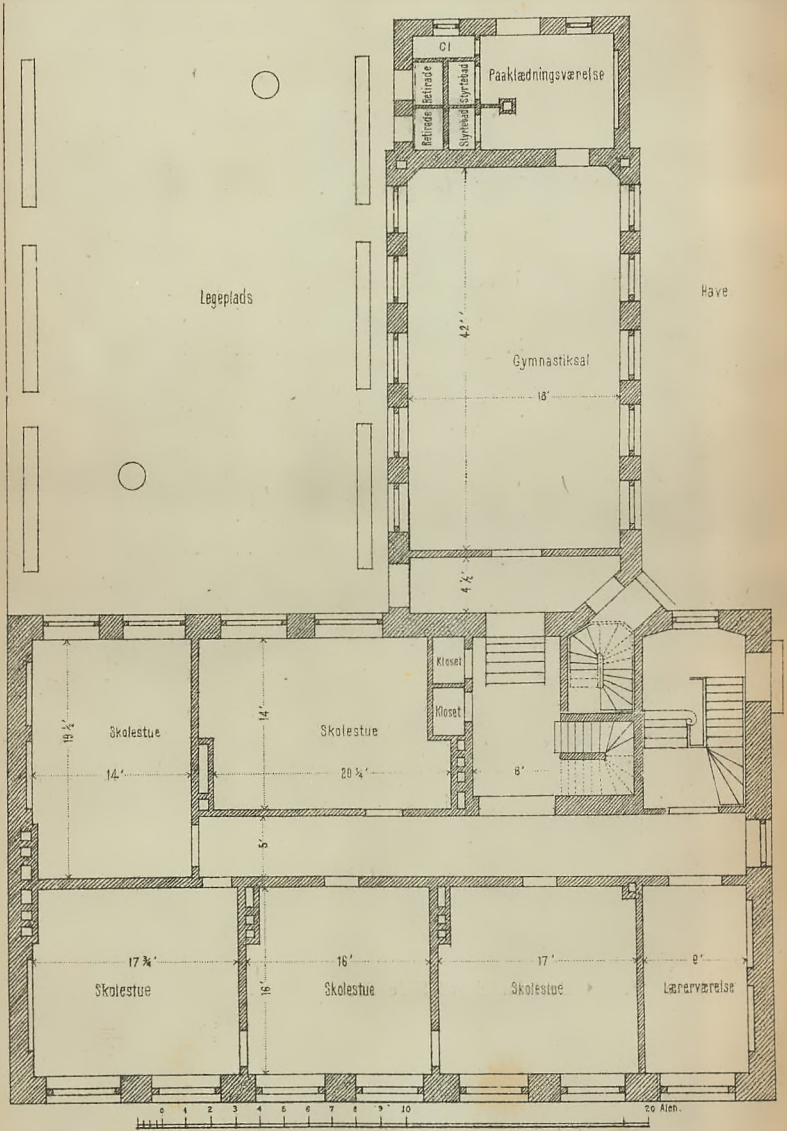 Cl
Retirade
Styrtebad
Paaklædningsværelse
Retirade
Styrtebad
Legeplads
Have
42'
Gymnastiksal
18'
4 ½'
Kloset
Kloset
19 ½'
Skolestue
14'
14'
Skolestue
20 ¼'
6'
5'
17 ¾'
Skolestue
16'
16'
Skolestue
17'
Skolestue
9'
Lærerværelse
0 1 2 3 4 5 6 7 8 9 10 20 Alen.